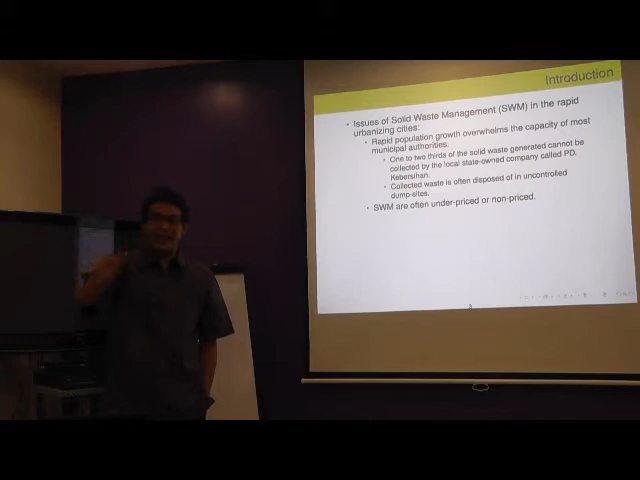 Introduction
Issues of Solid Waste Management (SWM) in the rapid
urbanizing cities:
Rapid population growth overwhelms the capacity of most
municipal authorities.
One to two thirds of the solid waste generated cannot be
collected by the local state-owned company called PD.
Kebersihan.
Collected waste is often disposed of in uncontrolled
dump-sites.
SWM are often under-priced or non-priced.